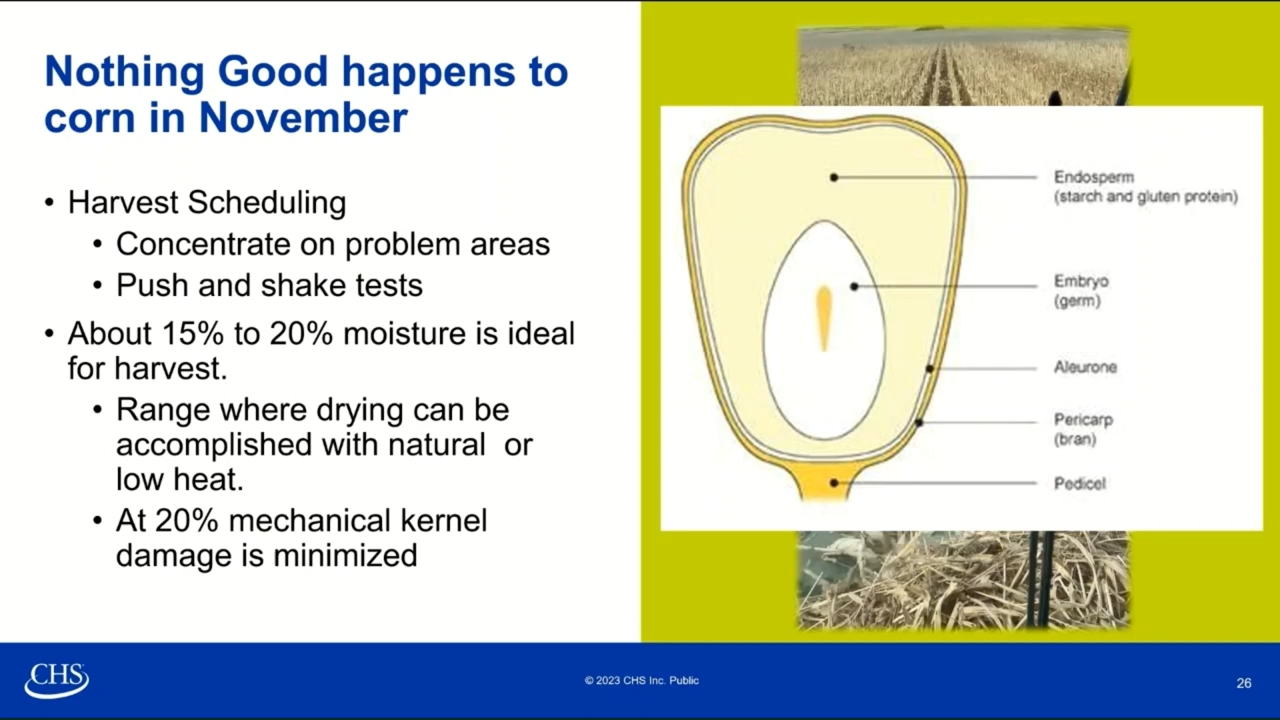 Nothing Good happens to
corn in November
• Harvest Scheduling
• Concentrate on problem areas
• Push and shake tests
• About 15% to 20% moisture is ideal
for harvest.
• Range where drying can be
accomplished with natural or
low heat.
• At 20% mechanical kernel
damage is minimized
Endosperm
(starch and gluten protein)
Embryo
(germ)
Aleurone
Pericarp
(bran)
Pedicel
CHS
© 2023 CHS Inc. Public
26